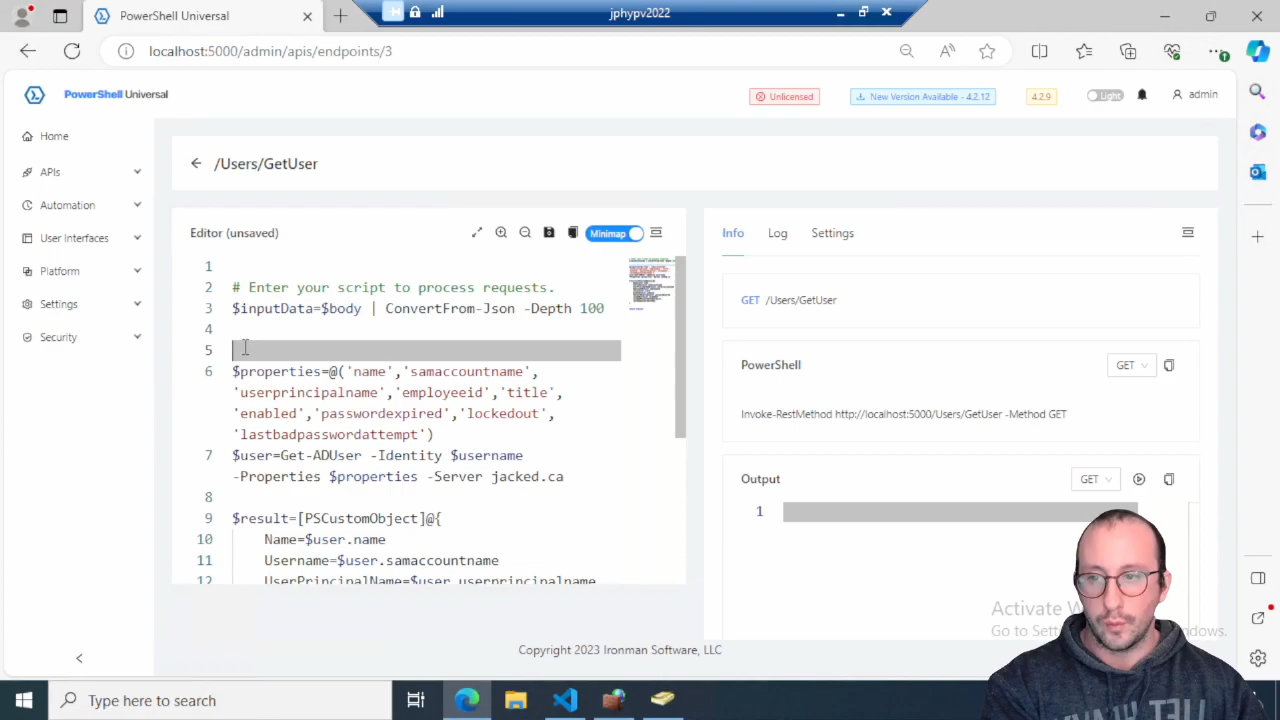 PowerShell Universal
jphypv2022
localhost:5000/admin/apis/endpoints/3
PowerShell Universal
Unlicensed
New Version Available - 4.2.12
4.2.9
Light
admin
Home
APIs
Automation
User Interfaces
Platform
Settings
Security
/Users/GetUser
Editor (unsaved)
Minimap
1
2 # Enter your script to process requests.
3 $inputData=$body | ConvertFrom-Json -Depth 100
4
5
6 $properties=@('name','samaccountname',
'userprincipalname','employeeid','title',
'enabled','passwordexpired','lockedout',
'lastbadpasswordattempt')
7 $user=Get-ADUser -Identity $username
-Properties $properties -Server jacked.ca
8
9 $result=[PSCustomObject]@{
10 Name=$user.name
11 Username=$user.samaccountname
12 UserPrincipalName=$user.userprincipalname
Info Log Settings
GET /Users/GetUser
PowerShell
GET
Invoke-RestMethod http://localhost:5000/Users/GetUser -Method GET
Output
GET
1
Activate
Go to Sett
dows.
Copyright 2023 Ironman Software, LLC
Type here to search